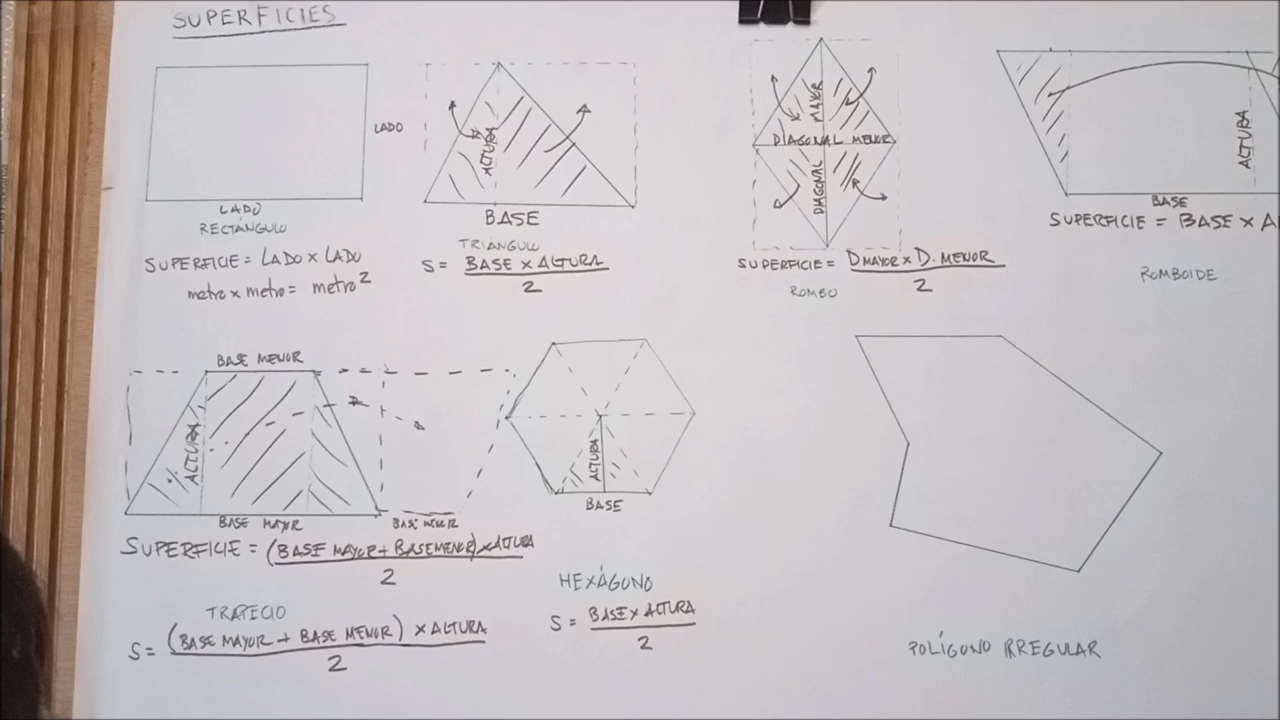 SUPERFICIES
LADO
LADO
RECTÁNGULO
SUPERFICIE = LADO x LADO
metro x metro = metro²
ALTURA
BASE
TRIÁNGULO
S = BASE x ALTURA
2
DIAGONAL MAYOR
DIAGONAL MENOR
SUPERFICIE = D MAYOR x D. MENOR
2
ROMBO
ALTURA
BASE
SUPERFICIE = BASE x A
ROMBOIDE
BASE MENOR
ALTURA
BASE MAYOR
BASE MENOR
SUPERFICIE = (BASE MAYOR + BASE MENOR) x ALTURA
2
TRAPECIO
S = (BASE MAYOR + BASE MENOR) x ALTURA
2
ALTURA
BASE
HEXÁGONO
S = BASE x ALTURA
2
POLÍGONO IRREGULAR